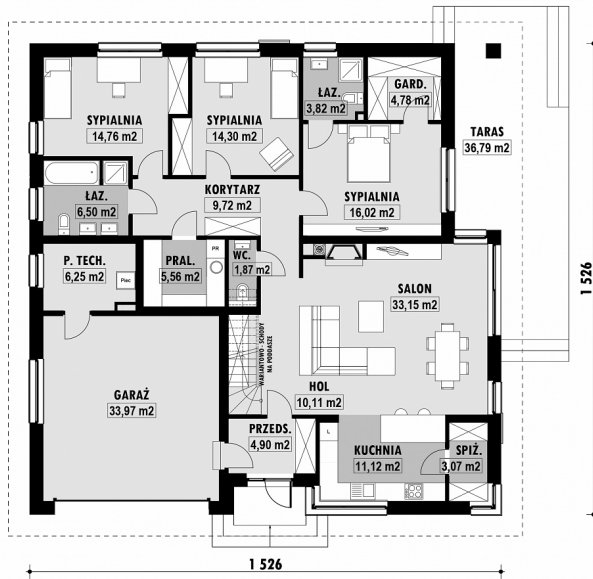 SYPIALNIA
14,76 m2
SYPIALNIA
14,30 m2
ŁAZ.
3,82 m2
GARD.
4,78 m2
TARAS
36,79 m2
ŁAZ.
6,50 m2
KORYTARZ
9,72 m2
SYPIALNIA
16,02 m2
P. TECH.
6,25 m2
Piec
PRAL.
5,56 m2
PR
WC.
1,87 m2
SALON
33,15 m2
1 526
WARIANTOWO - SCHODY
NA PODDASZE
GARAŻ
33,97 m2
HOL
10,11 m2
PRZEDS.
4,90 m2
L
KUCHNIA
11,12 m2
SPIŻ.
3,07 m2
1 526